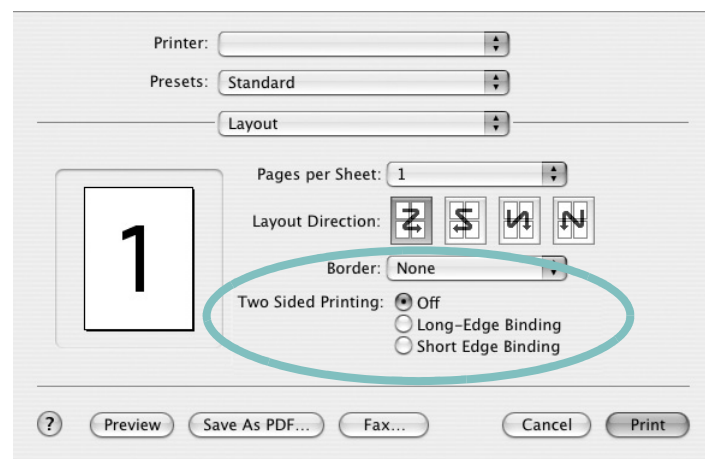 Printer:
Presets: Standard
Layout
Pages per Sheet: 1
1
Layout Direction:
Border: None
Two Sided Printing: Off
Long-Edge Binding
Short Edge Binding
? Preview Save As PDF... Fax... Cancel Print